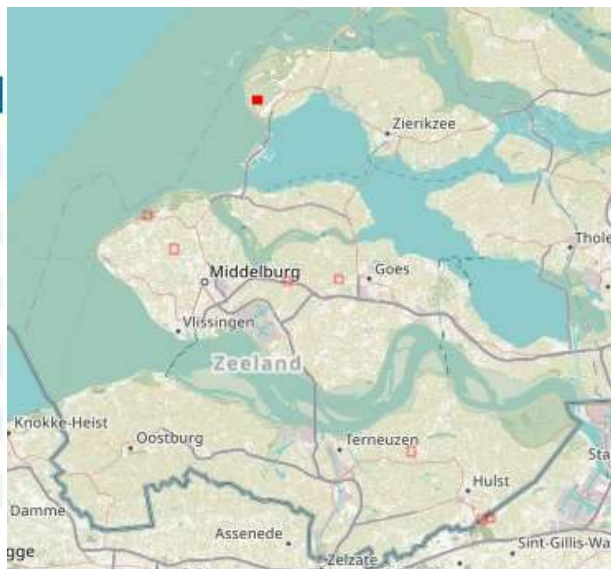 Zierikzee
Thole
Middelburg
Goes
Vlissingen
Zeeland
Knokke-Heist
Oostburg
Terneuzen
Hulst
Sta
Damme
Assenede
gge
Zelzate
Sint-Gillis-Wa